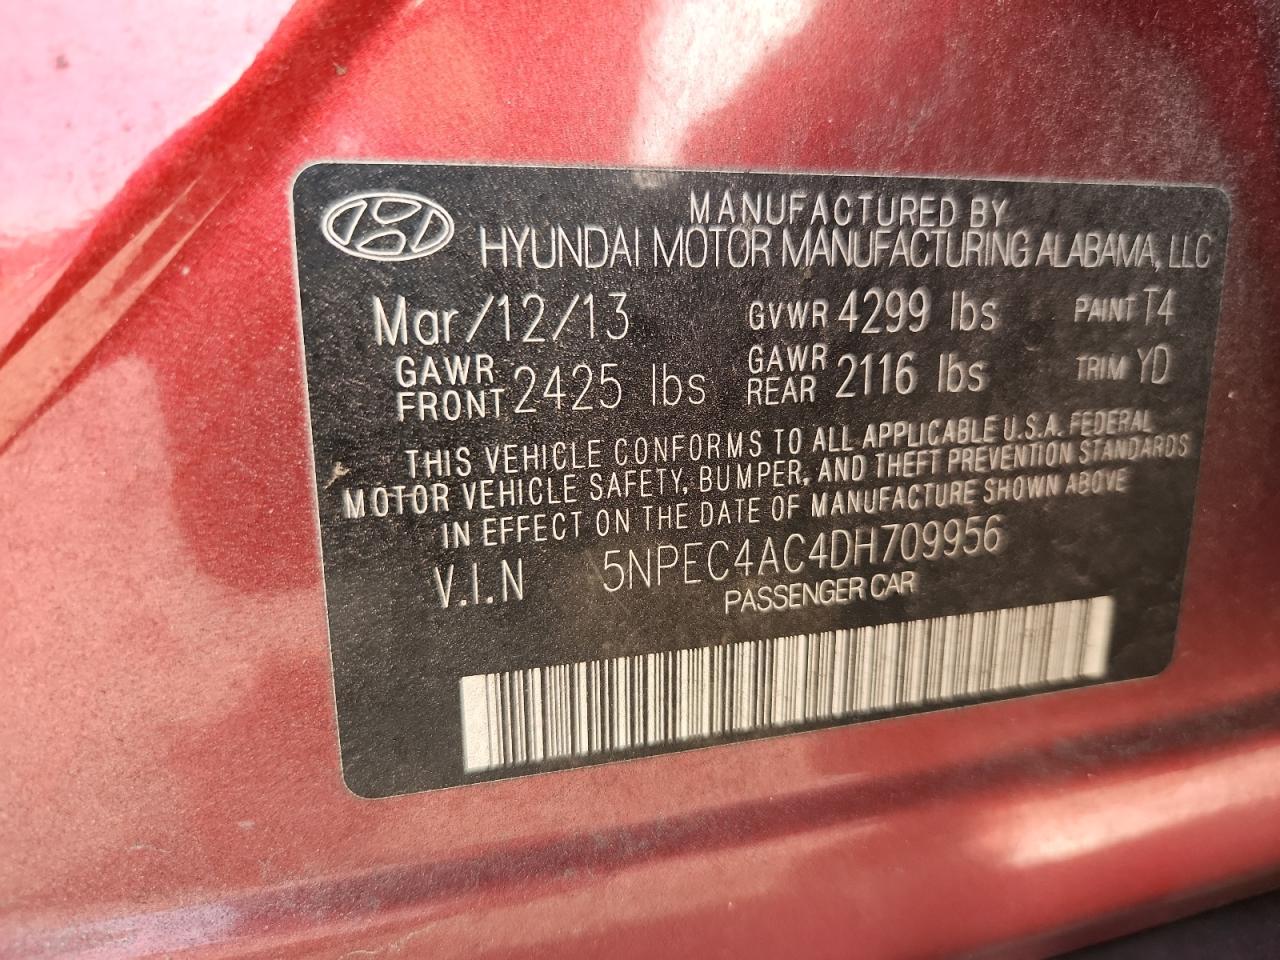 MANUFACTURED BY
HYUNDAI MOTOR MANUFACTURING ALABAMA, LLC
Mar/12/13 GVWR 4299 lbs PAINT T4
GAWR FRONT 2425 lbs GAWR REAR 2116 lbs TRIM YD
THIS VEHICLE CONFORMS TO ALL APPLICABLE U.S.A. FEDERAL
MOTOR VEHICLE SAFETY, BUMPER, AND THEFT PREVENTION STANDARDS
IN EFFECT ON THE DATE OF MANUFACTURE SHOWN ABOVE
V.I.N 5NPEC4AC4DH709956
PASSENGER CAR